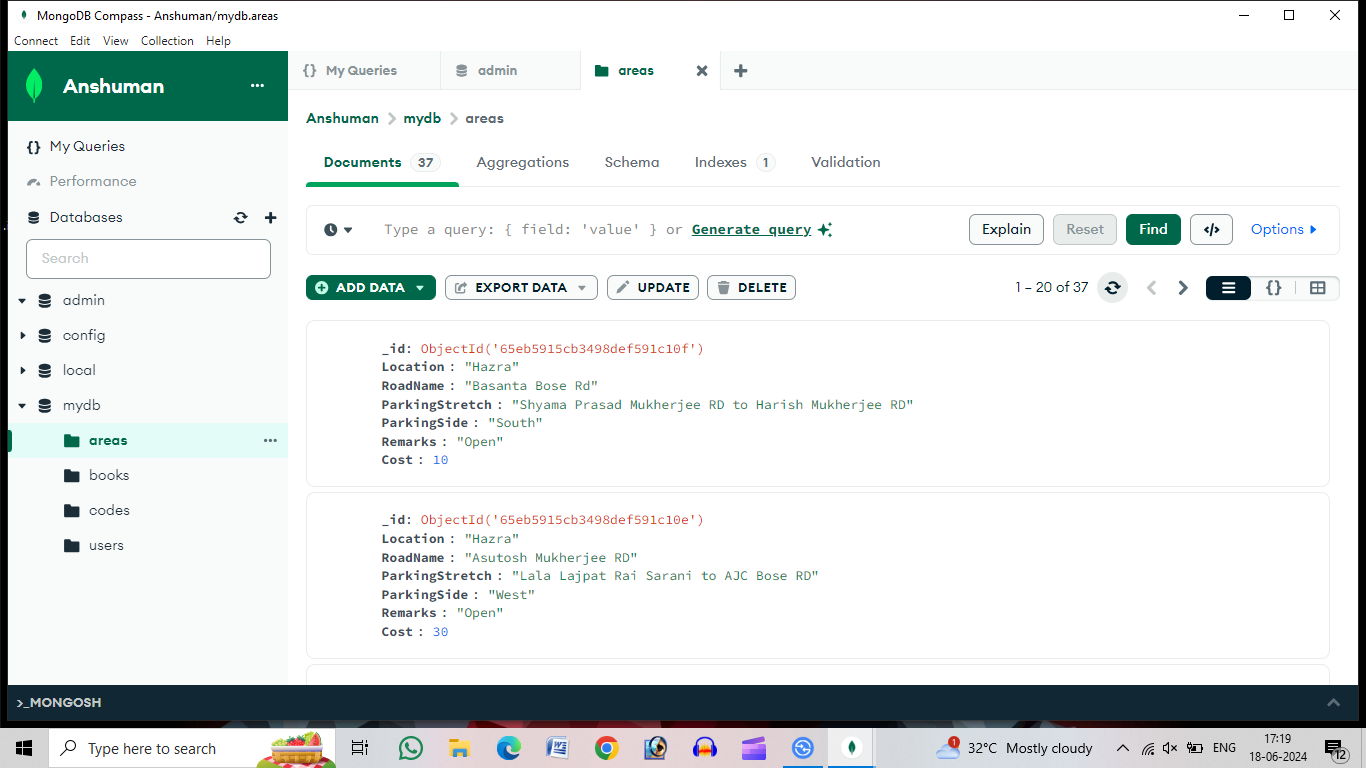 MongoDB Compass - Anshuman/mydb.areas
Connect Edit View Collection Help
Anshuman
My Queries
admin
areas
My Queries
Performance
Databases
Search
admin
config
local
mydb
areas
books
codes
users
Anshuman > mydb > areas
Documents 37 Aggregations Schema Indexes 1 Validation
Type a query: { field: 'value' } or Generate query
Explain Reset Find </> Options
ADD DATA EXPORT DATA UPDATE DELETE
1 – 20 of 37
_id: ObjectId('65eb5915cb3498def591c10f')
Location : "Hazra"
RoadName : "Basanta Bose Rd"
ParkingStretch : "Shyama Prasad Mukherjee RD to Harish Mukherjee RD"
ParkingSide : "South"
Remarks : "Open"
Cost : 10
_id: ObjectId('65eb5915cb3498def591c10e')
Location : "Hazra"
RoadName : "Asutosh Mukherjee RD"
ParkingStretch : "Lala Lajpat Rai Sarani to AJC Bose RD"
ParkingSide : "West"
Remarks : "Open"
Cost : 30
>_MONGOSH
Type here to search
1
32°C Mostly cloudy
ENG
17:19
18-06-2024
12